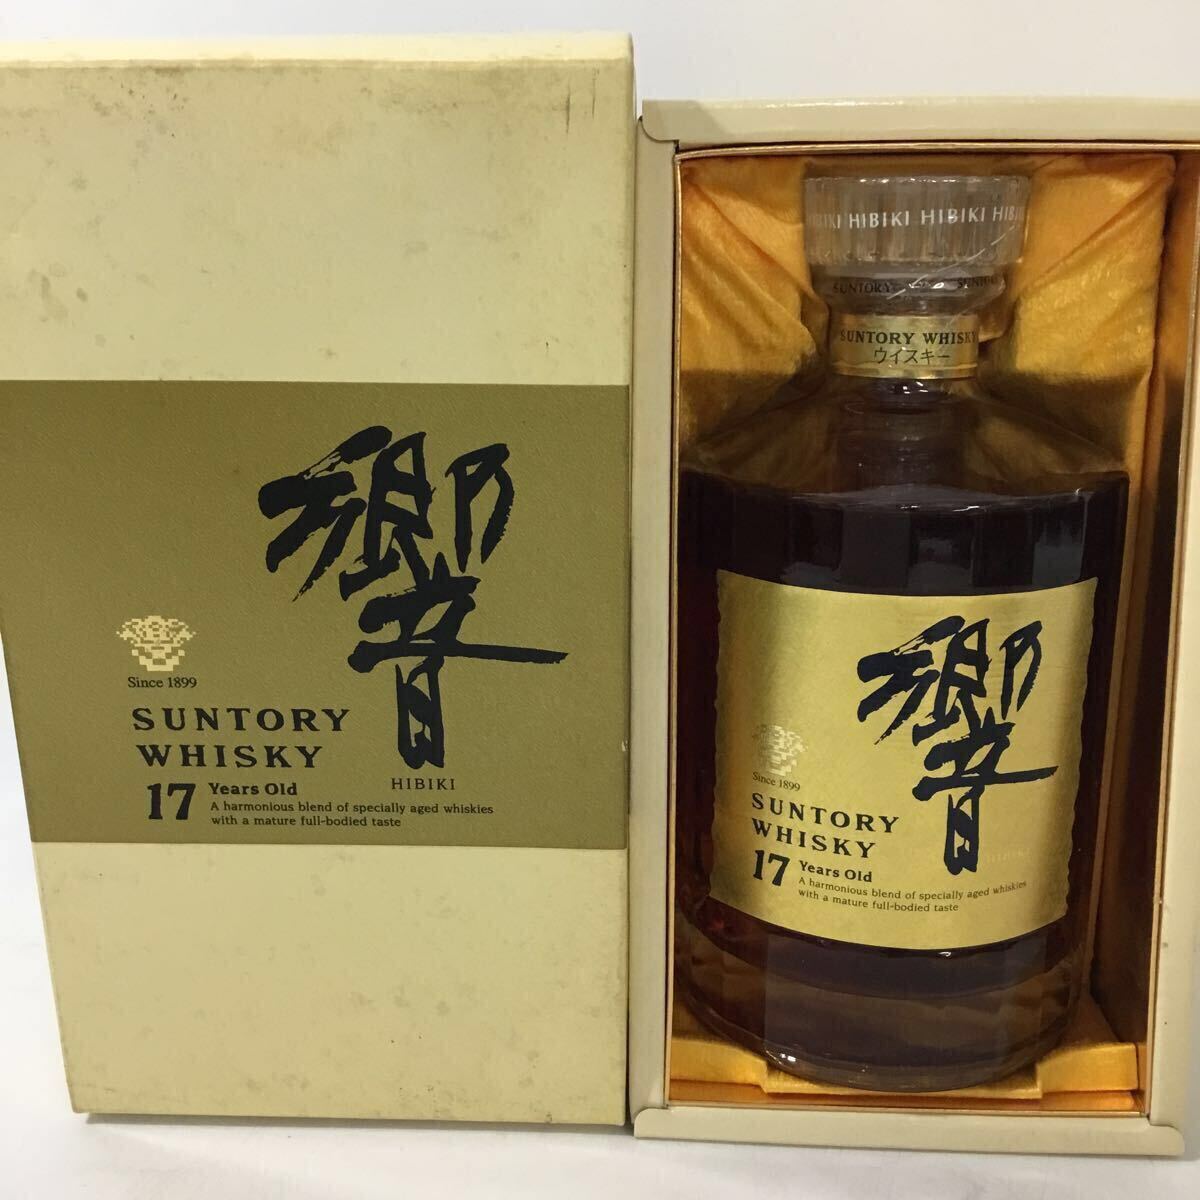 響
HIBIKI
Since 1899
SUNTORY
WHISKY
17 Years Old
A harmonious blend of specially aged whiskies
with a mature full-bodied taste
HIBIKI HIBIKI
SUNTORY
SUNTORY WHISKY
ウイスキー
響
HIBIKI
Since 1899
SUNTORY
WHISKY
17 Years Old
A harmonious blend of specially aged whiskies
with a mature full-bodied taste